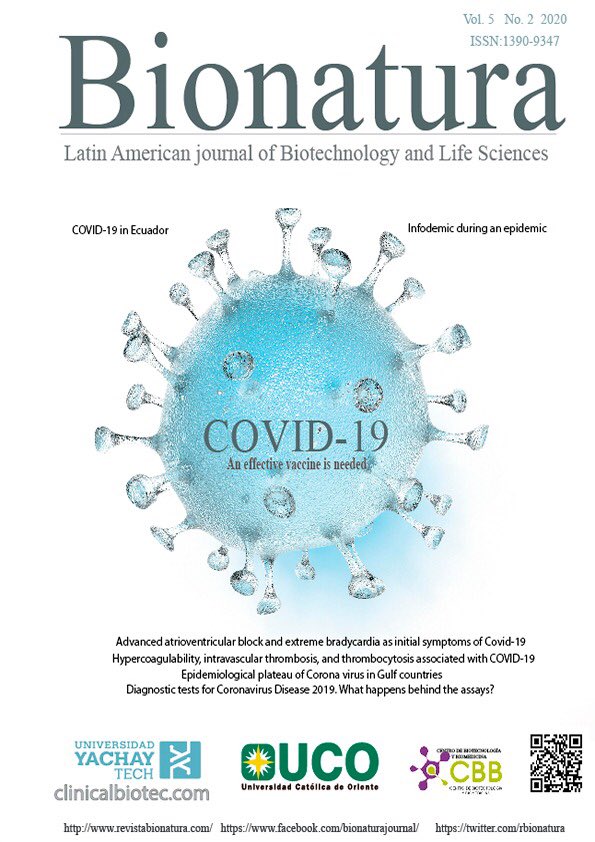 Vol. 5 No. 2 2020
ISSN:1390-9347
Bionatura
Latin American journal of Biotechnology and Life Sciences
COVID-19 in Ecuador
Infodemic during an epidemic
COVID-19
An effective vaccine is needed.
Advanced atrioventricular block and extreme bradycardia as initial symptoms of Covid-19
Hypercoagulability, intravascular thrombosis, and thrombocytosis associated with COVID-19
Epidemiological plateau of Corona virus in Gulf countries
Diagnostic tests for Coronavirus Disease 2019. What happens behind the assays?
UNIVERSIDAD
YACHAY
TECH
clinicalbiotec.com
UCO
Universidad Católica de Oriente
CENTRO DE BIOTECNOLOGÍA
Y BIOMEDICINA
CBB
http://www.revistabionatura.com/ https://www.facebook.com/bionaturajournal/ https://twitter.com/rbionatura